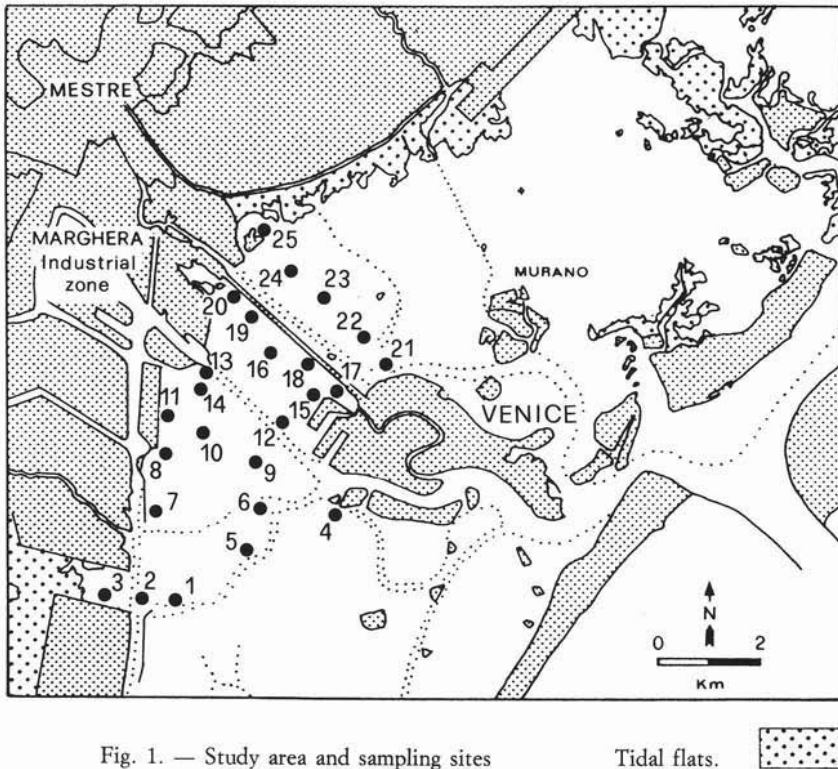 MESTRE
MARGHERA
Industrial
zone
25
24
23
MURANO
20
19
22
13
16
18
17
21
14
11
15
VENICE
12
10
8
9
7
6
4
5
3
2
1
N
0 2
Km
Fig. 1. — Study area and sampling sites
Tidal flats.